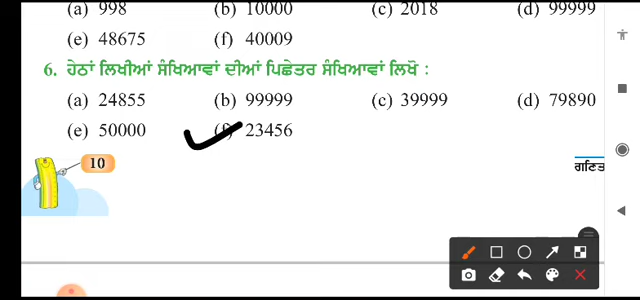 (a) 998 (b) 10000 (c) 2018 (d) 99999
(e) 48675 (f) 40009
6. ਹੇਠਾਂ ਲਿਖੀਆਂ ਸੰਖਿਆਵਾਂ ਦੀਆਂ ਪਿਛੇਤਰ ਸੰਖਿਆਵਾਂ ਲਿਖੋ :
(a) 24855 (b) 99999 (c) 39999 (d) 79890
(e) 50000 (f) 23456
10
ਗਣਿਤ